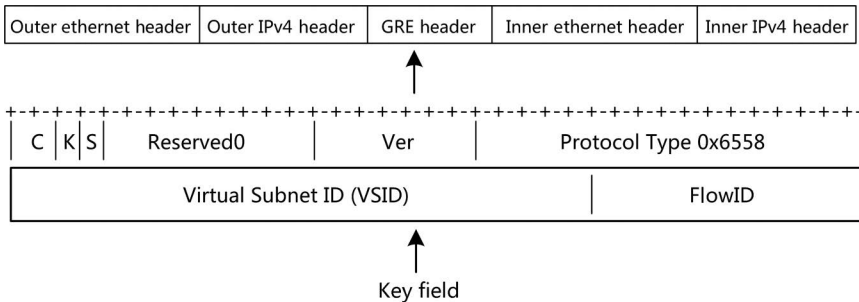 Outer ethernet header Outer IPv4 header GRE header Inner ethernet header Inner IPv4 header
+-+-+-+-+-+-+-+-+-+-+-+-+-+-+-+-+-+-+-+-+-+-+-+-+-+-+-+-+-+-+-+-+-+-+-+-+-+
C K S Reserved0 Ver Protocol Type 0x6558
Virtual Subnet ID (VSID) FlowID
Key field